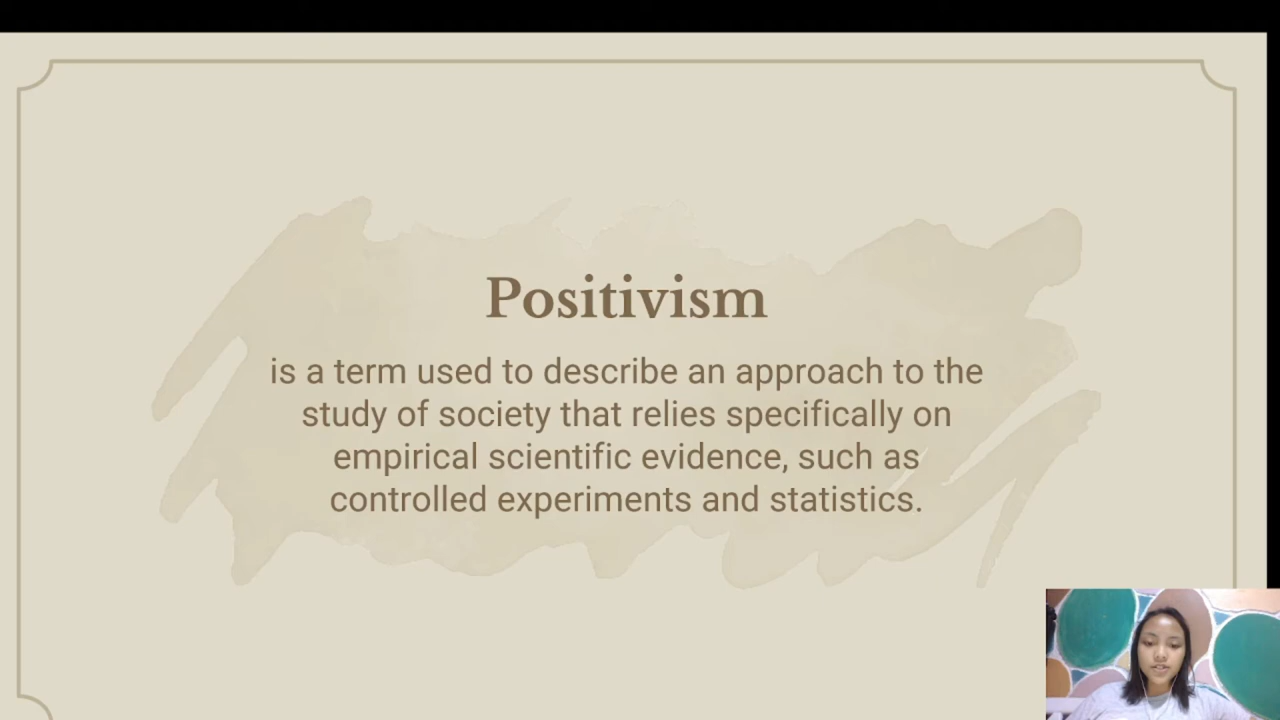 Positivism
is a term used to describe an approach to the
study of society that relies specifically on
empirical scientific evidence, such as
controlled experiments and statistics.